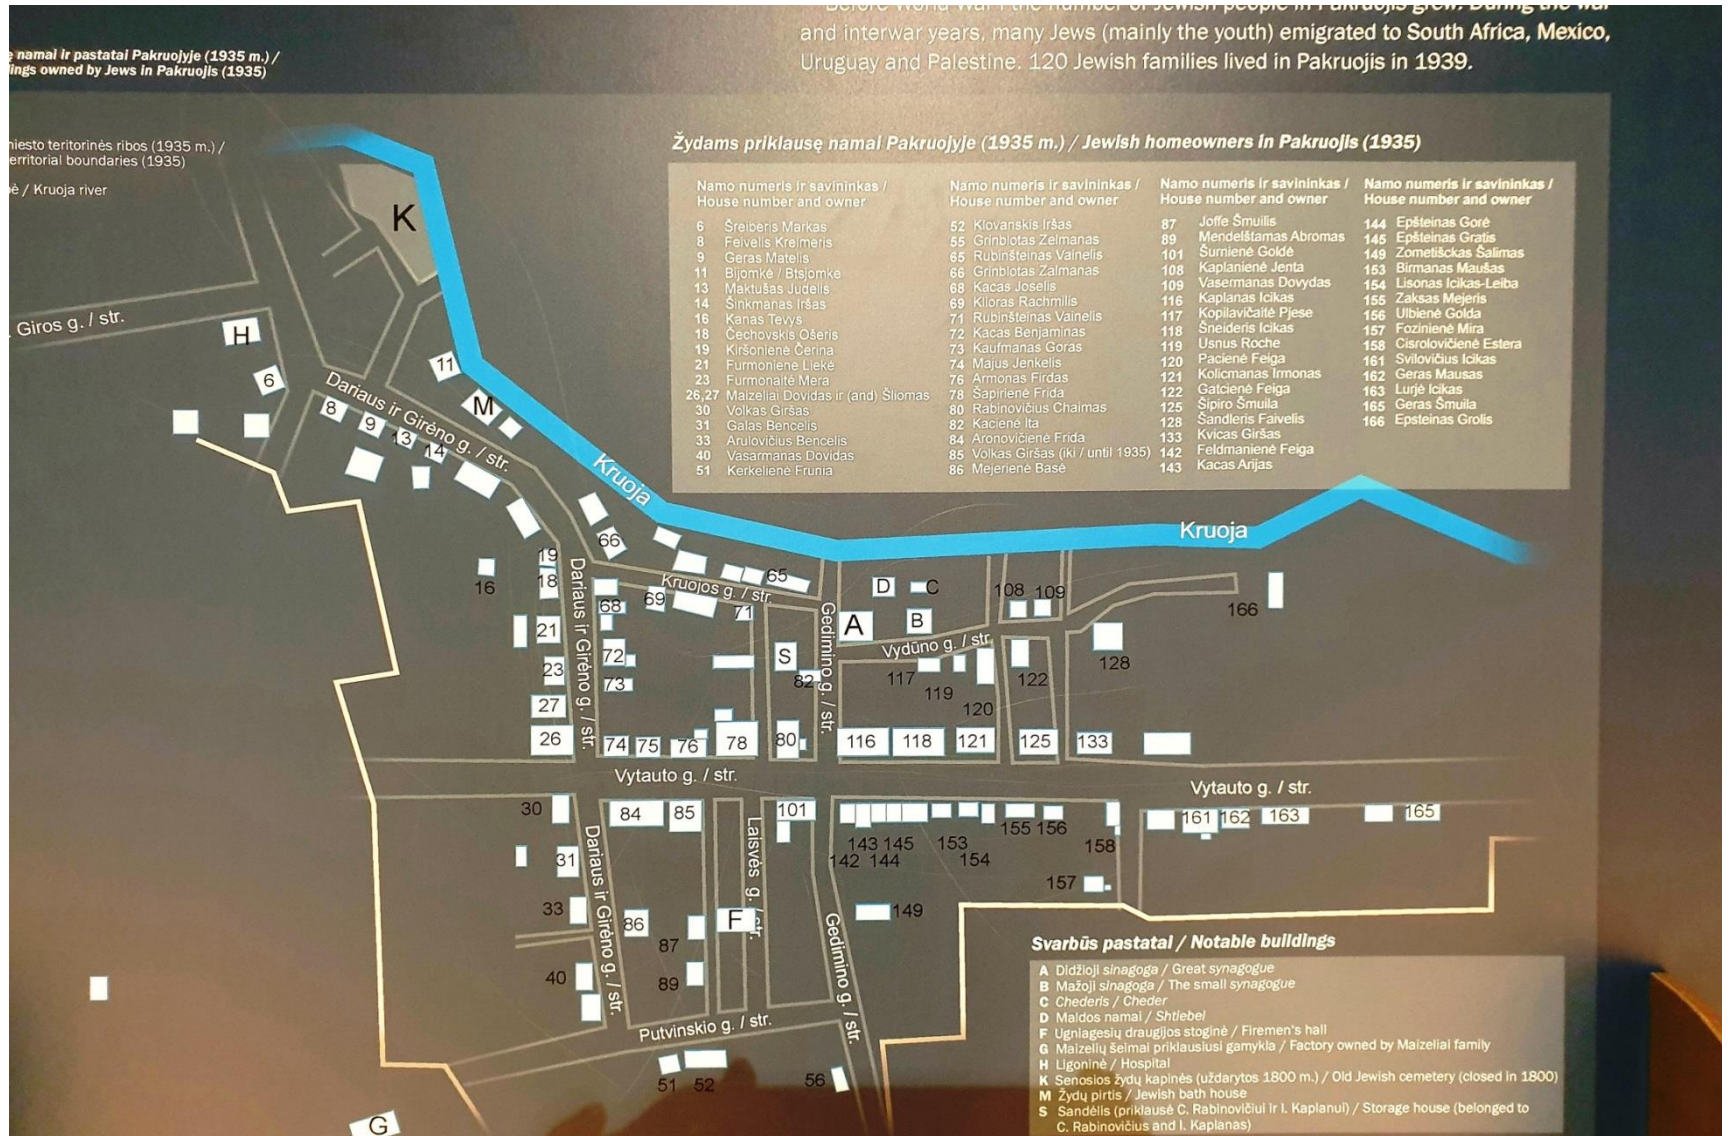 Before World War I the number of Jewish people in Pakruojis grew. During the war
and interwar years, many Jews (mainly the youth) emigrated to South Africa, Mexico,
Uruguay and Palestine. 120 Jewish families lived in Pakruojis in 1939.
namai ir pastatai Pakruojyje (1935 m.) /
owned by Jews in Pakruojis (1935)
teritorinės ribos (1935 m.) /
boundaries (1935)
/ Kruoja river
Žydams priklausę namai Pakruojyje (1935 m.) / Jewish homeowners in Pakruojis (1935)
Namo numeris ir savininkas /
House number and owner
6 Šreiberis Markas
8 Feivelis Kreimeris
9 Geras Matelis
11 Bijomkė / Btsjomkė
13 Maktušas Judelis
14 Šinkmanas Iršas
16 Kanas Tevys
18 Čechovskis Ošeris
19 Kiršonienė Čerina
21 Furmonienė Liekė
23 Furmonaitė Mera
26,27 Maizeliai Dovidas ir (and) Šliomas
30 Volkas Giršas
31 Galas Bencelis
33 Arulovičius Bencelis
40 Vasarmanas Dovidas
51 Kerkelienė Frunia
Namo numeris ir savininkas /
House number and owner
52 Klovanskis Iršas
55 Grinblotas Zelmanas
65 Rubinšteinas Vainelis
66 Grinblotas Zalmanas
68 Kacas Joselis
69 Klioras Rachmilis
71 Rubinšteinas Vainelis
72 Kacas Benjaminas
73 Kaufmanas Goras
74 Majus Jenkelis
76 Armonas Firdas
78 Šapirienė Frida
80 Rabinovičius Chaimas
82 Kacienė Ita
84 Aronovičienė Frida
85 Volkas Giršas (iki / until 1935)
86 Mejerienė Basė
Namo numeris ir savininkas /
House number and owner
87 Joffe Šmuilis
89 Mendelštamas Abromas
101 Šurnienė Goldė
108 Kaplanienė Jenta
109 Vasermanas Dovydas
116 Kaplanas Icikas
117 Kopilavičaitė Pjese
118 Šneideris Icikas
119 Usnus Roche
120 Pacienė Feiga
121 Kolicmanas Irmonas
122 Gatcienė Feiga
125 Šipiro Šmuila
128 Šandleris Faivelis
133 Kvicas Giršas
142 Feldmanienė Feiga
143 Kacas Arijas
Namo numeris ir savininkas /
House number and owner
144 Epšteinas Gorė
145 Epšteinas Gratis
149 Zometišckas Šalimas
153 Birmanas Maušas
154 Lisonas Icikas-Leiba
155 Zaksas Mejeris
156 Ulbienė Golda
157 Fozinienė Mira
158 Cisrolovičienė Estera
161 Svilovičius Icikas
162 Geras Mausas
163 Lurjė Icikas
165 Geras Šmuila
166 Epsteinas Grolis
K
Giros g. / str.
H
6
11
M
Dariaus ir Girėno g. / str.
8
9
13
14
Kruoja
Kruoja
66
16
19
18
Dariaus ir Girėno g. / str.
Kruojos g. / str.
65
68
69
71
Gedimino g. / str.
D
C
108
109
166
A
B
21
72
S
Vydūno g. / str.
128
23
73
82
117
119
122
120
27
26
74
75
76
78
80
116
118
121
125
133
Vytauto g. / str.
Vytauto g. / str.
30
84
85
101
143
145
153
155
156
158
161
162
163
165
142
144
154
Dariaus ir Girėno g. / str.
Laisvės g. / str.
31
157
33
86
87
F
Gedimino g. / str.
149
40
89
Putvinskio g. / str.
51
52
56
G
Svarbūs pastatai / Notable buildings
A Didžioji sinagoga / Great synagogue
B Mažoji sinagoga / The small synagogue
C Chederis / Cheder
D Maldos namai / Shtiebel
F Ugniagesių draugijos stoginė / Firemen's hall
G Maizelių šeimai priklausiusi gamykla / Factory owned by Maizeliai family
H Ligoninė / Hospital
K Senosios žydų kapinės (uždarytos 1800 m.) / Old Jewish cemetery (closed in 1800)
M Žydų pirtis / Jewish bath house
S Sandėlis (priklausė C. Rabinovičiui ir I. Kaplanui) / Storage house (belonged to
C. Rabinovičius and I. Kaplanas)